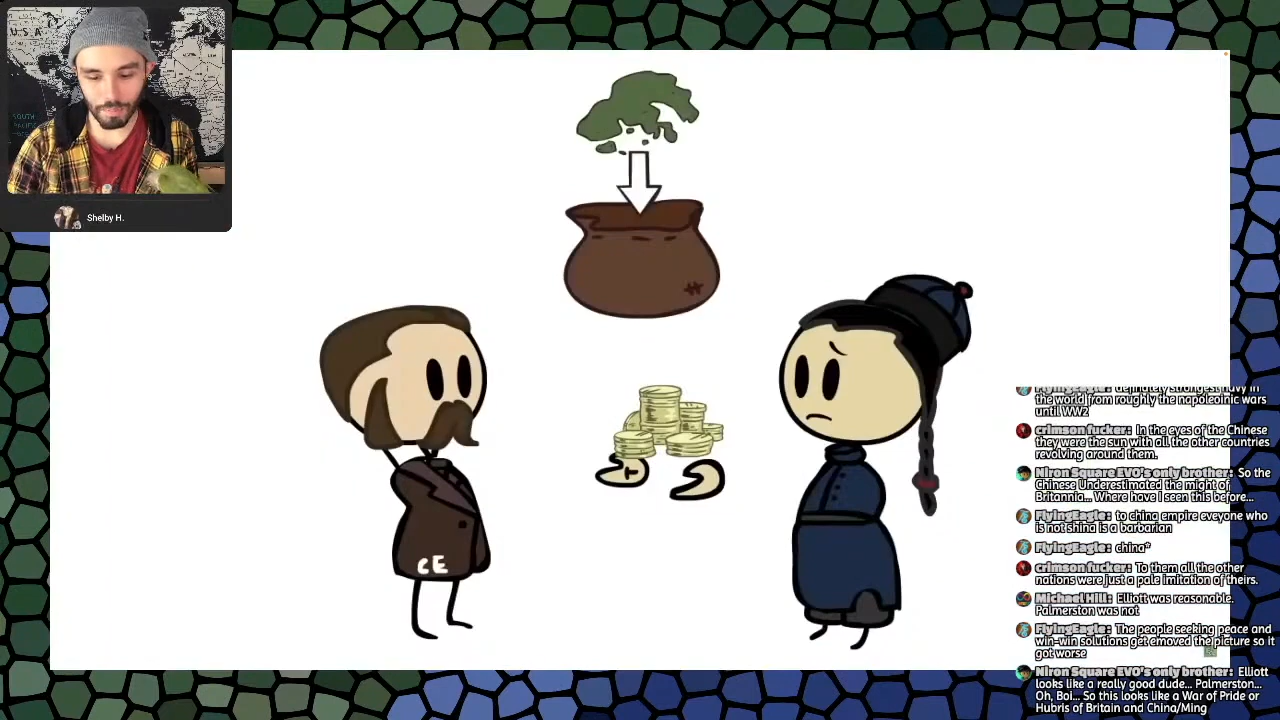 U S A
SOUTH
Shelby H.
CE
FlyingEagle: definately strongest navy in
the world from roughly the napoleoinic wars
until WW2
crimson fucker: In the eyes of the Chinese
they were the sun with all the other countries
revolving around them.
Niron Square EVO's only brother: So the
Chinese Underestimated the might of
Britannia... Where have I seen this before...
FlyingEagle: to china empire eveyone who
is not shina is a barbarian
FlyingEagle: china*
crimson fucker: To them all the other
nations were just a pale imitation of theirs.
Michael Hill: Elliott was reasonable.
Palmerston was not
FlyingEagle: The people seeking peace and
win-win solutions get emoved the picture so it
got worse
Niron Square EVO's only brother: Elliott
looks like a really good dude... Palmerston...
Oh, Boi... So this looks like a War of Pride or
Hubris of Britain and China/Ming